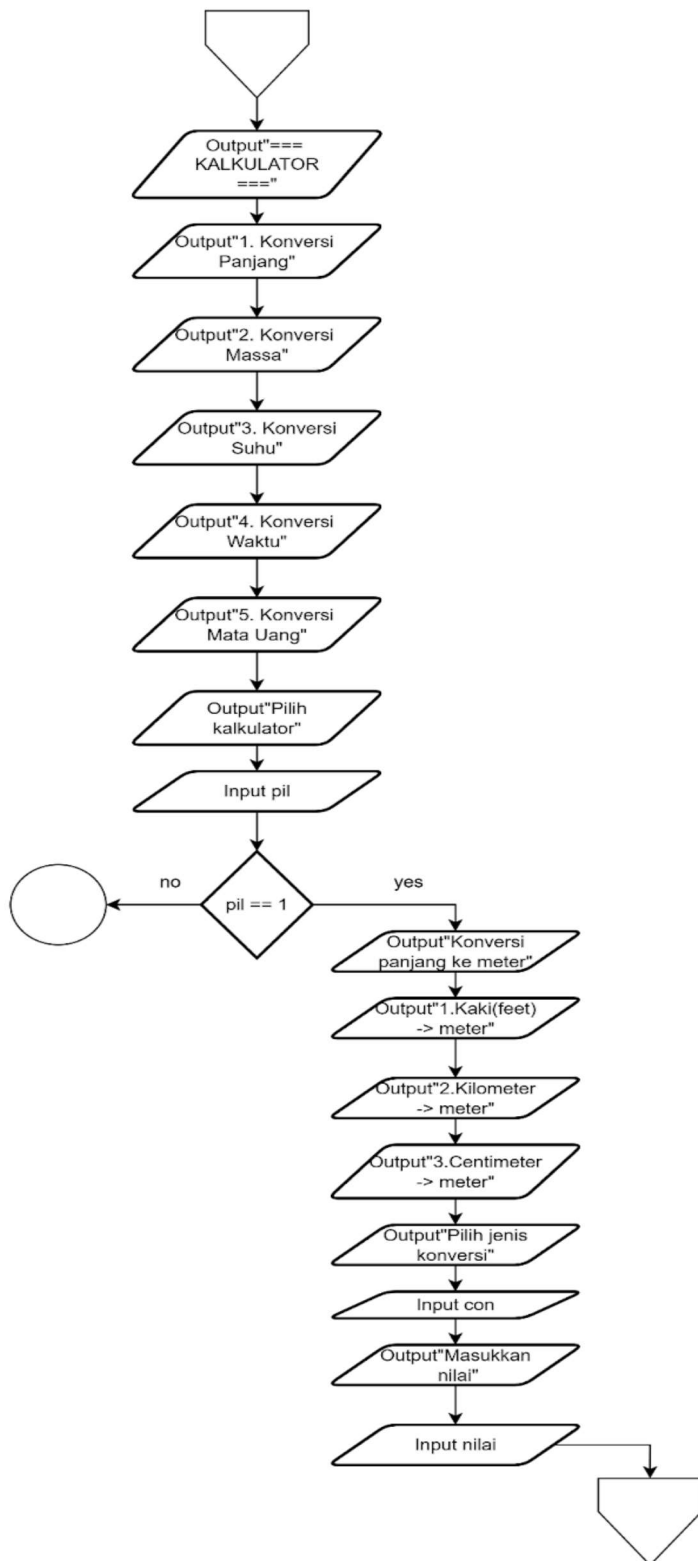 Output"===
KALKULATOR
==="
Output"1. Konversi
Panjang"
Output"2. Konversi
Massa"
Output"3. Konversi
Suhu"
Output"4. Konversi
Waktu"
Output"5. Konversi
Mata Uang"
Output"Pilih
kalkulator"
Input pil
no
pil == 1
yes
Output"Konversi
panjang ke meter"
Output"1.Kaki(feet)
-> meter"
Output"2.Kilometer
-> meter"
Output"3.Centimeter
-> meter"
Output"Pilih jenis
konversi"
Input con
Output"Masukkan
nilai"
Input nilai